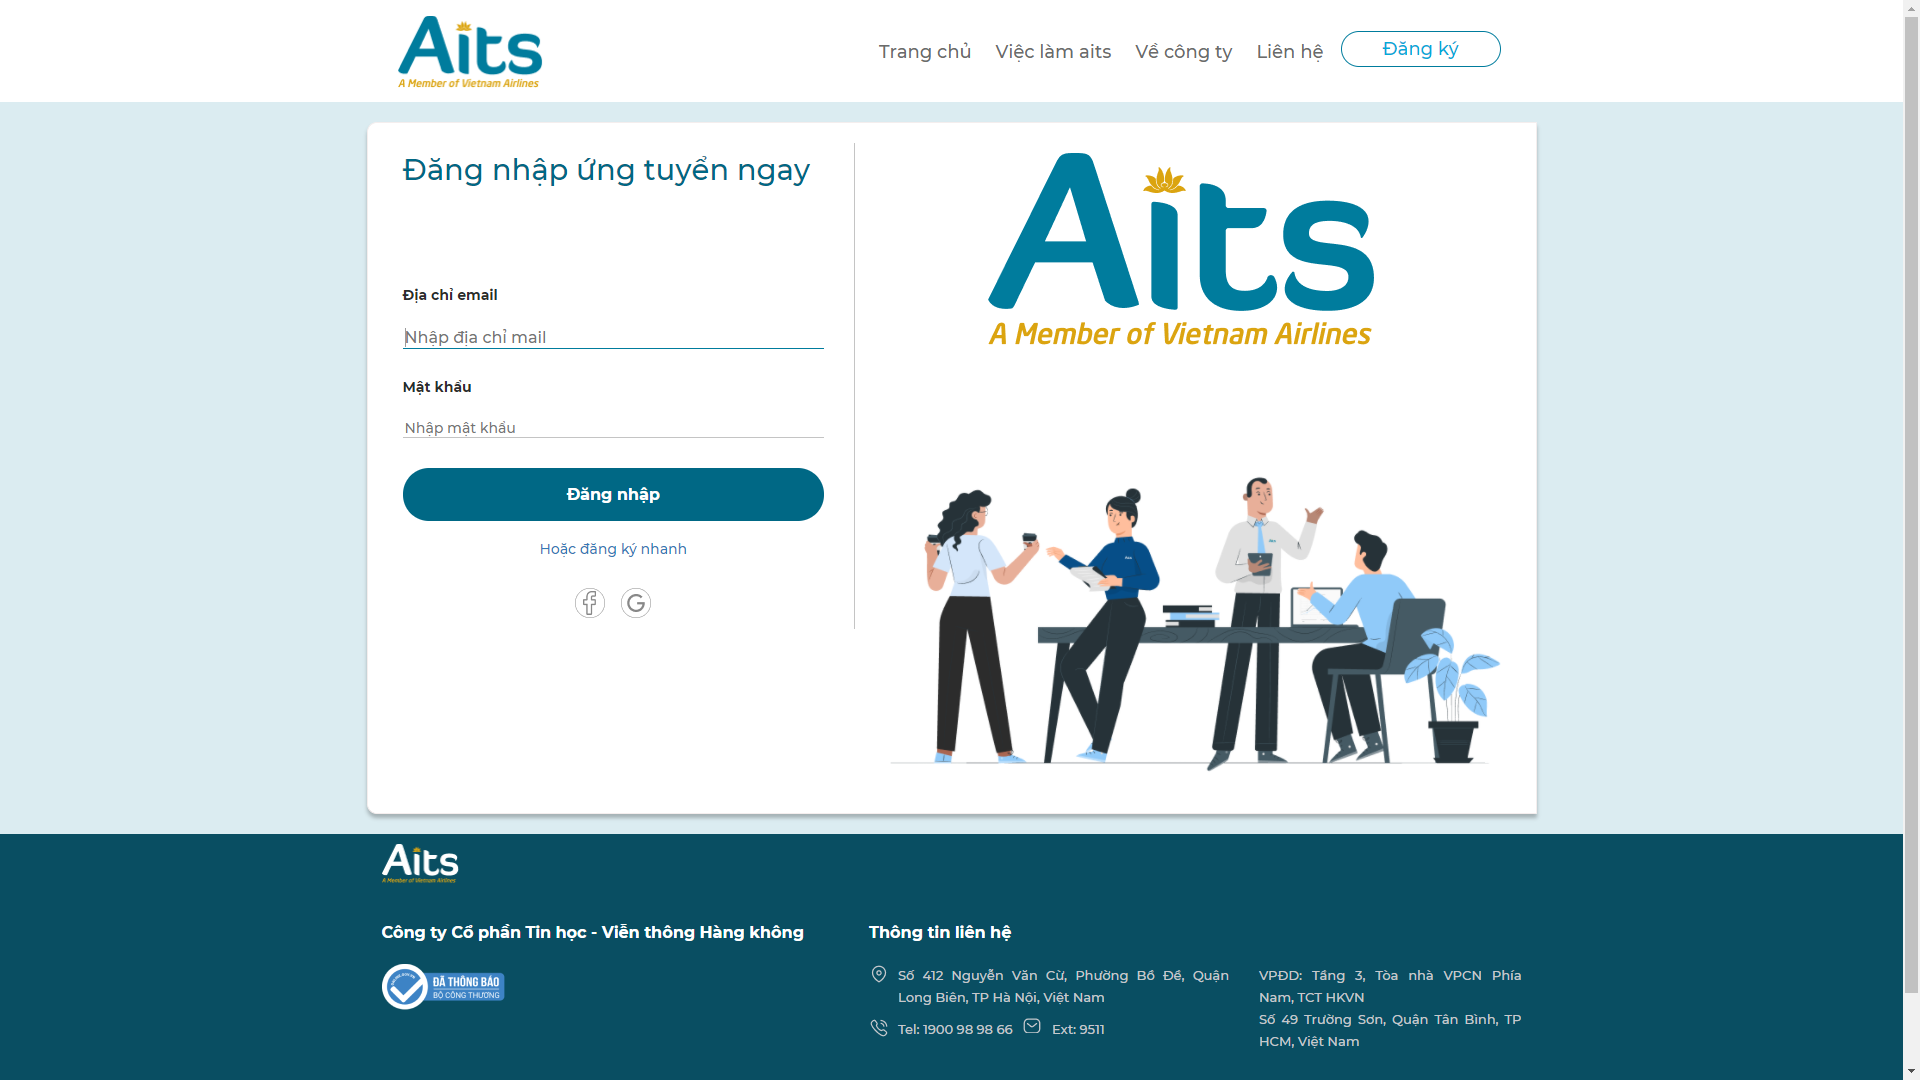 Aits
A Member of Vietnam Airlines
Trang chủ
Việc làm aits
Về công ty
Liên hệ
Đăng ký
Đăng nhập ứng tuyển ngay
Địa chỉ email
Nhập địa chỉ mail
Mật khẩu
Nhập mật khẩu
Đăng nhập
Hoặc đăng ký nhanh
Aits
A Member of Vietnam Airlines
Aits
A Member of Vietnam Airlines
Công ty Cổ phần Tin học - Viễn thông Hàng không
ĐÃ THÔNG BÁO
BỘ CÔNG THƯƠNG
Thông tin liên hệ
Số 412 Nguyễn Văn Cừ, Phường Bồ Đề, Quận
Long Biên, TP Hà Nội, Việt Nam
Tel: 1900 98 98 66
Ext: 9511
VPĐD: Tầng 3, Tòa nhà VPCN Phía
Nam, TCT HKVN
Số 49 Trường Sơn, Quận Tân Bình, TP
HCM, Việt Nam